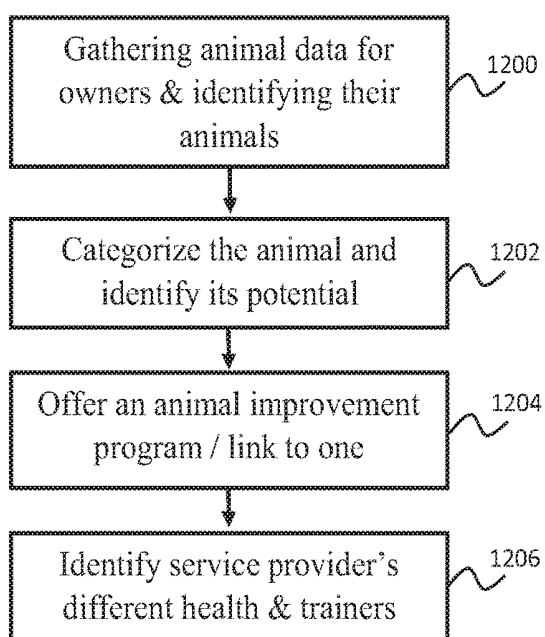 Gathering animal data for
owners & identifying their
animals
1200
Categorize the animal and
identify its potential
1202
Offer an animal improvement
program / link to one
1204
Identify service provider's
different health & trainers
1206